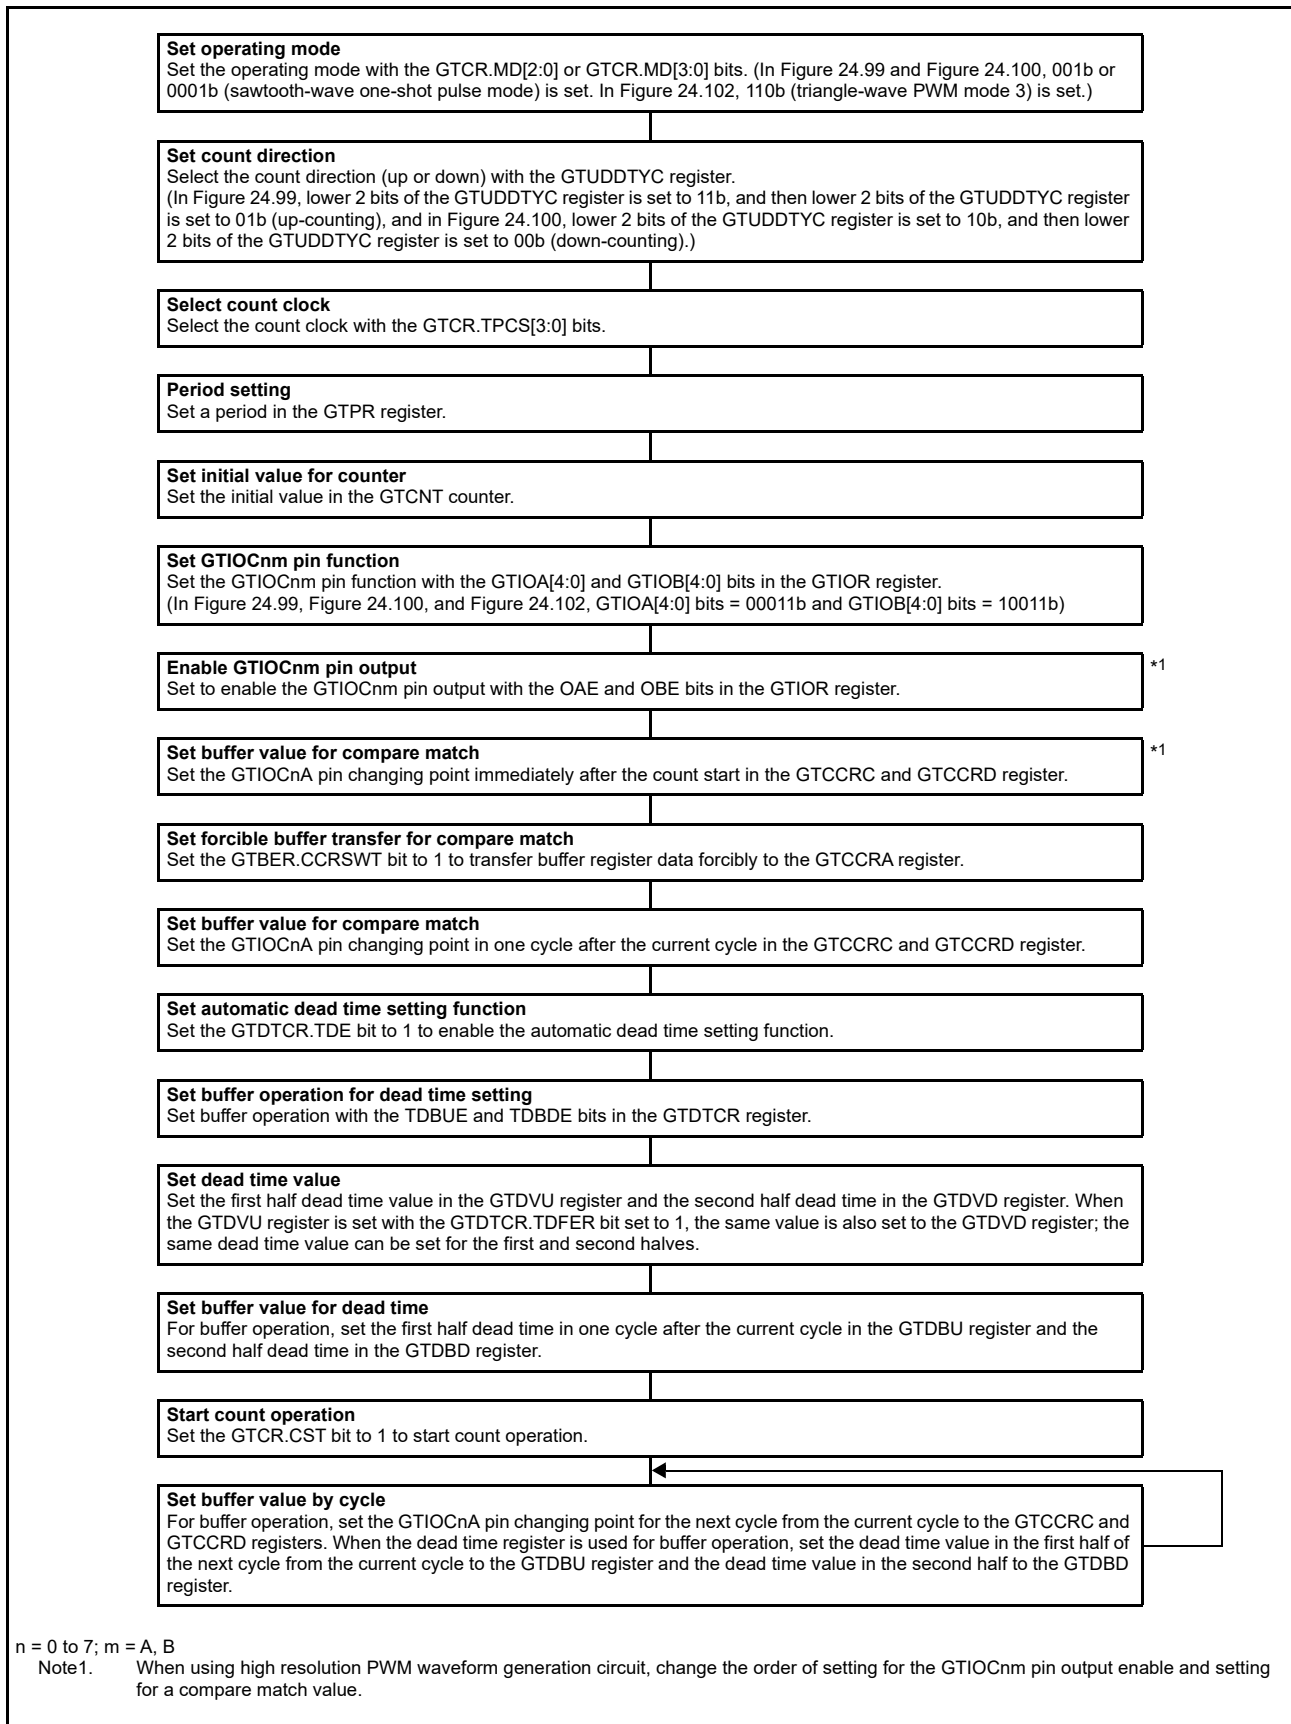 Set operating mode
Set the operating mode with the GTCR.MD[2:0] or GTCR.MD[3:0] bits. (In Figure 24.99 and Figure 24.100, 001b or
0001b (sawtooth-wave one-shot pulse mode) is set. In Figure 24.102, 110b (triangle-wave PWM mode 3) is set.)
Set count direction
Select the count direction (up or down) with the GTUDDTYC register.
(In Figure 24.99, lower 2 bits of the GTUDDTYC register is set to 11b, and then lower 2 bits of the GTUDDTYC register
is set to 01b (up-counting), and in Figure 24.100, lower 2 bits of the GTUDDTYC register is set to 10b, and then lower
2 bits of the GTUDDTYC register is set to 00b (down-counting).)
Select count clock
Select the count clock with the GTCR.TPCS[3:0] bits.
Period setting
Set a period in the GTPR register.
Set initial value for counter
Set the initial value in the GTCNT counter.
Set GTIOCnm pin function
Set the GTIOCnm pin function with the GTIOA[4:0] and GTIOB[4:0] bits in the GTIOR register.
(In Figure 24.99, Figure 24.100, and Figure 24.102, GTIOA[4:0] bits = 00011b and GTIOB[4:0] bits = 10011b)
Enable GTIOCnm pin output *1
Set to enable the GTIOCnm pin output with the OAE and OBE bits in the GTIOR register.
Set buffer value for compare match *1
Set the GTIOCnA pin changing point immediately after the count start in the GTCCRC and GTCCRD register.
Set forcible buffer transfer for compare match
Set the GTBER.CCRSWT bit to 1 to transfer buffer register data forcibly to the GTCCRA register.
Set buffer value for compare match
Set the GTIOCnA pin changing point in one cycle after the current cycle in the GTCCRC and GTCCRD register.
Set automatic dead time setting function
Set the GTDTCR.TDE bit to 1 to enable the automatic dead time setting function.
Set buffer operation for dead time setting
Set buffer operation with the TDBUE and TDBDE bits in the GTDTCR register.
Set dead time value
Set the first half dead time value in the GTDVU register and the second half dead time in the GTDVD register. When
the GTDVU register is set with the GTDTCR.TDFER bit set to 1, the same value is also set to the GTDVD register; the
same dead time value can be set for the first and second halves.
Set buffer value for dead time
For buffer operation, set the first half dead time in one cycle after the current cycle in the GTDBU register and the
second half dead time in the GTDBD register.
Start count operation
Set the GTCR.CST bit to 1 to start count operation.
Set buffer value by cycle
For buffer operation, set the GTIOCnA pin changing point for the next cycle from the current cycle to the GTCCRC and
GTCCRD registers. When the dead time register is used for buffer operation, set the dead time value in the first half of
the next cycle from the current cycle to the GTDBU register and the dead time value in the second half to the GTDBD
register.
n = 0 to 7; m = A, B
Note1. When using high resolution PWM waveform generation circuit, change the order of setting for the GTIOCnm pin output enable and setting
for a compare match value.